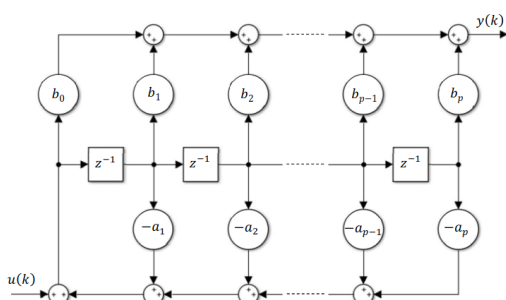 y(k)
b₀ b₁ b₂ bₚ₋₁ bₚ
z⁻¹ z⁻¹ z⁻¹
−a₁ −a₂ −aₚ₋₁ −aₚ
u(k)